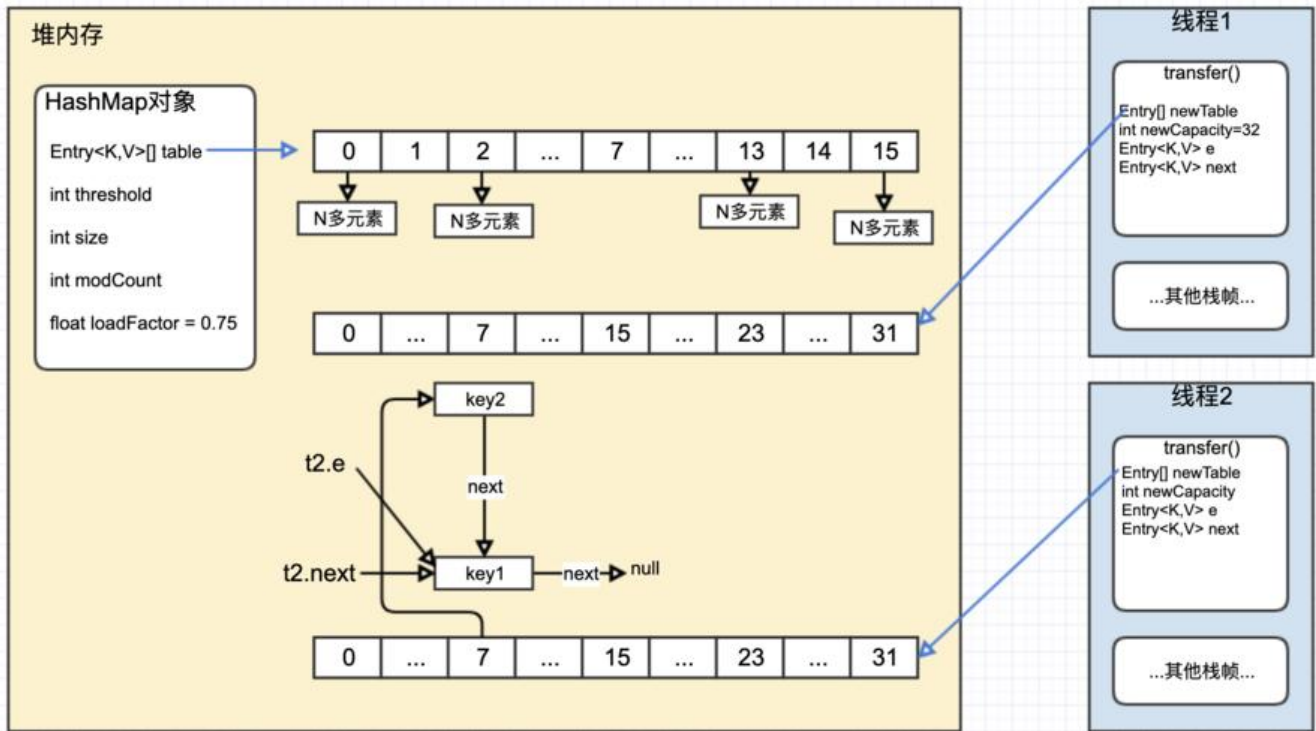 堆内存
HashMap对象
Entry<K,V>[] table
int threshold
int size
int modCount
float loadFactor = 0.75
0 1 2 ... 7 ... 13 14 15
N多元素 N多元素 N多元素 N多元素
0 ... 7 ... 15 ... 23 ... 31
key2
t2.e
next
t2.next
key1
next
null
0 ... 7 ... 15 ... 23 ... 31
线程1
transfer()
Entry[] newTable
int newCapacity=32
Entry<K,V> e
Entry<K,V> next
...其他栈帧...
线程2
transfer()
Entry[] newTable
int newCapacity
Entry<K,V> e
Entry<K,V> next
...其他栈帧...